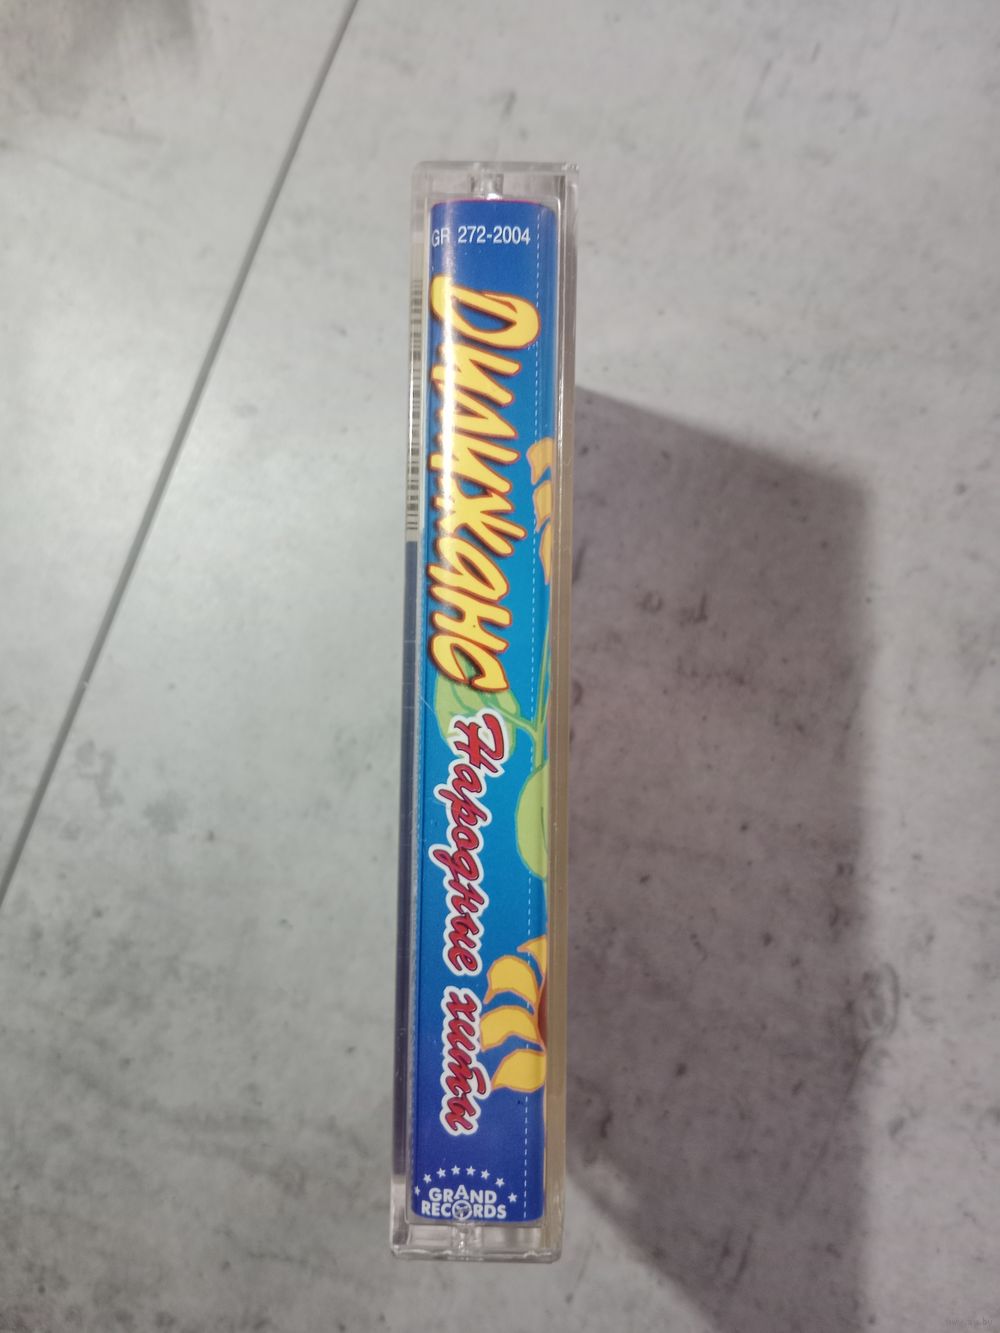 GR 272-2004
Дилижанс
Народные хиты
GRAND
RECORDS